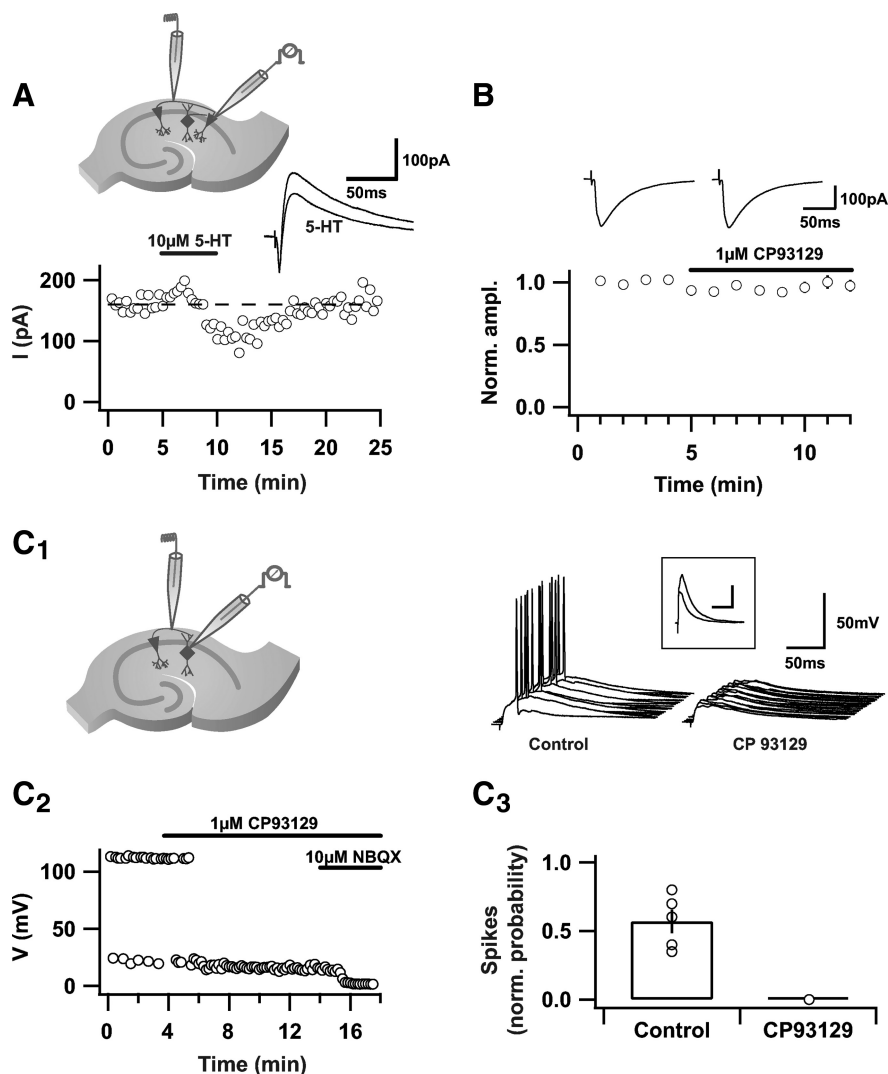 A
100pA
50ms
10µM 5-HT
5-HT
200
100
0
I (pA)
0 5 10 15 20 25
Time (min)
B
100pA
50ms
1µM CP93129
1.0
0.5
0.0
Norm. ampl.
0 5 10
Time (min)
C1
50mV
50ms
Control
CP 93129
C2
1µM CP93129
10µM NBQX
100
50
0
V (mV)
0 4 8 12 16
Time (min)
C3
1.0
0.5
0.0
Spikes
(norm. probability)
Control CP93129